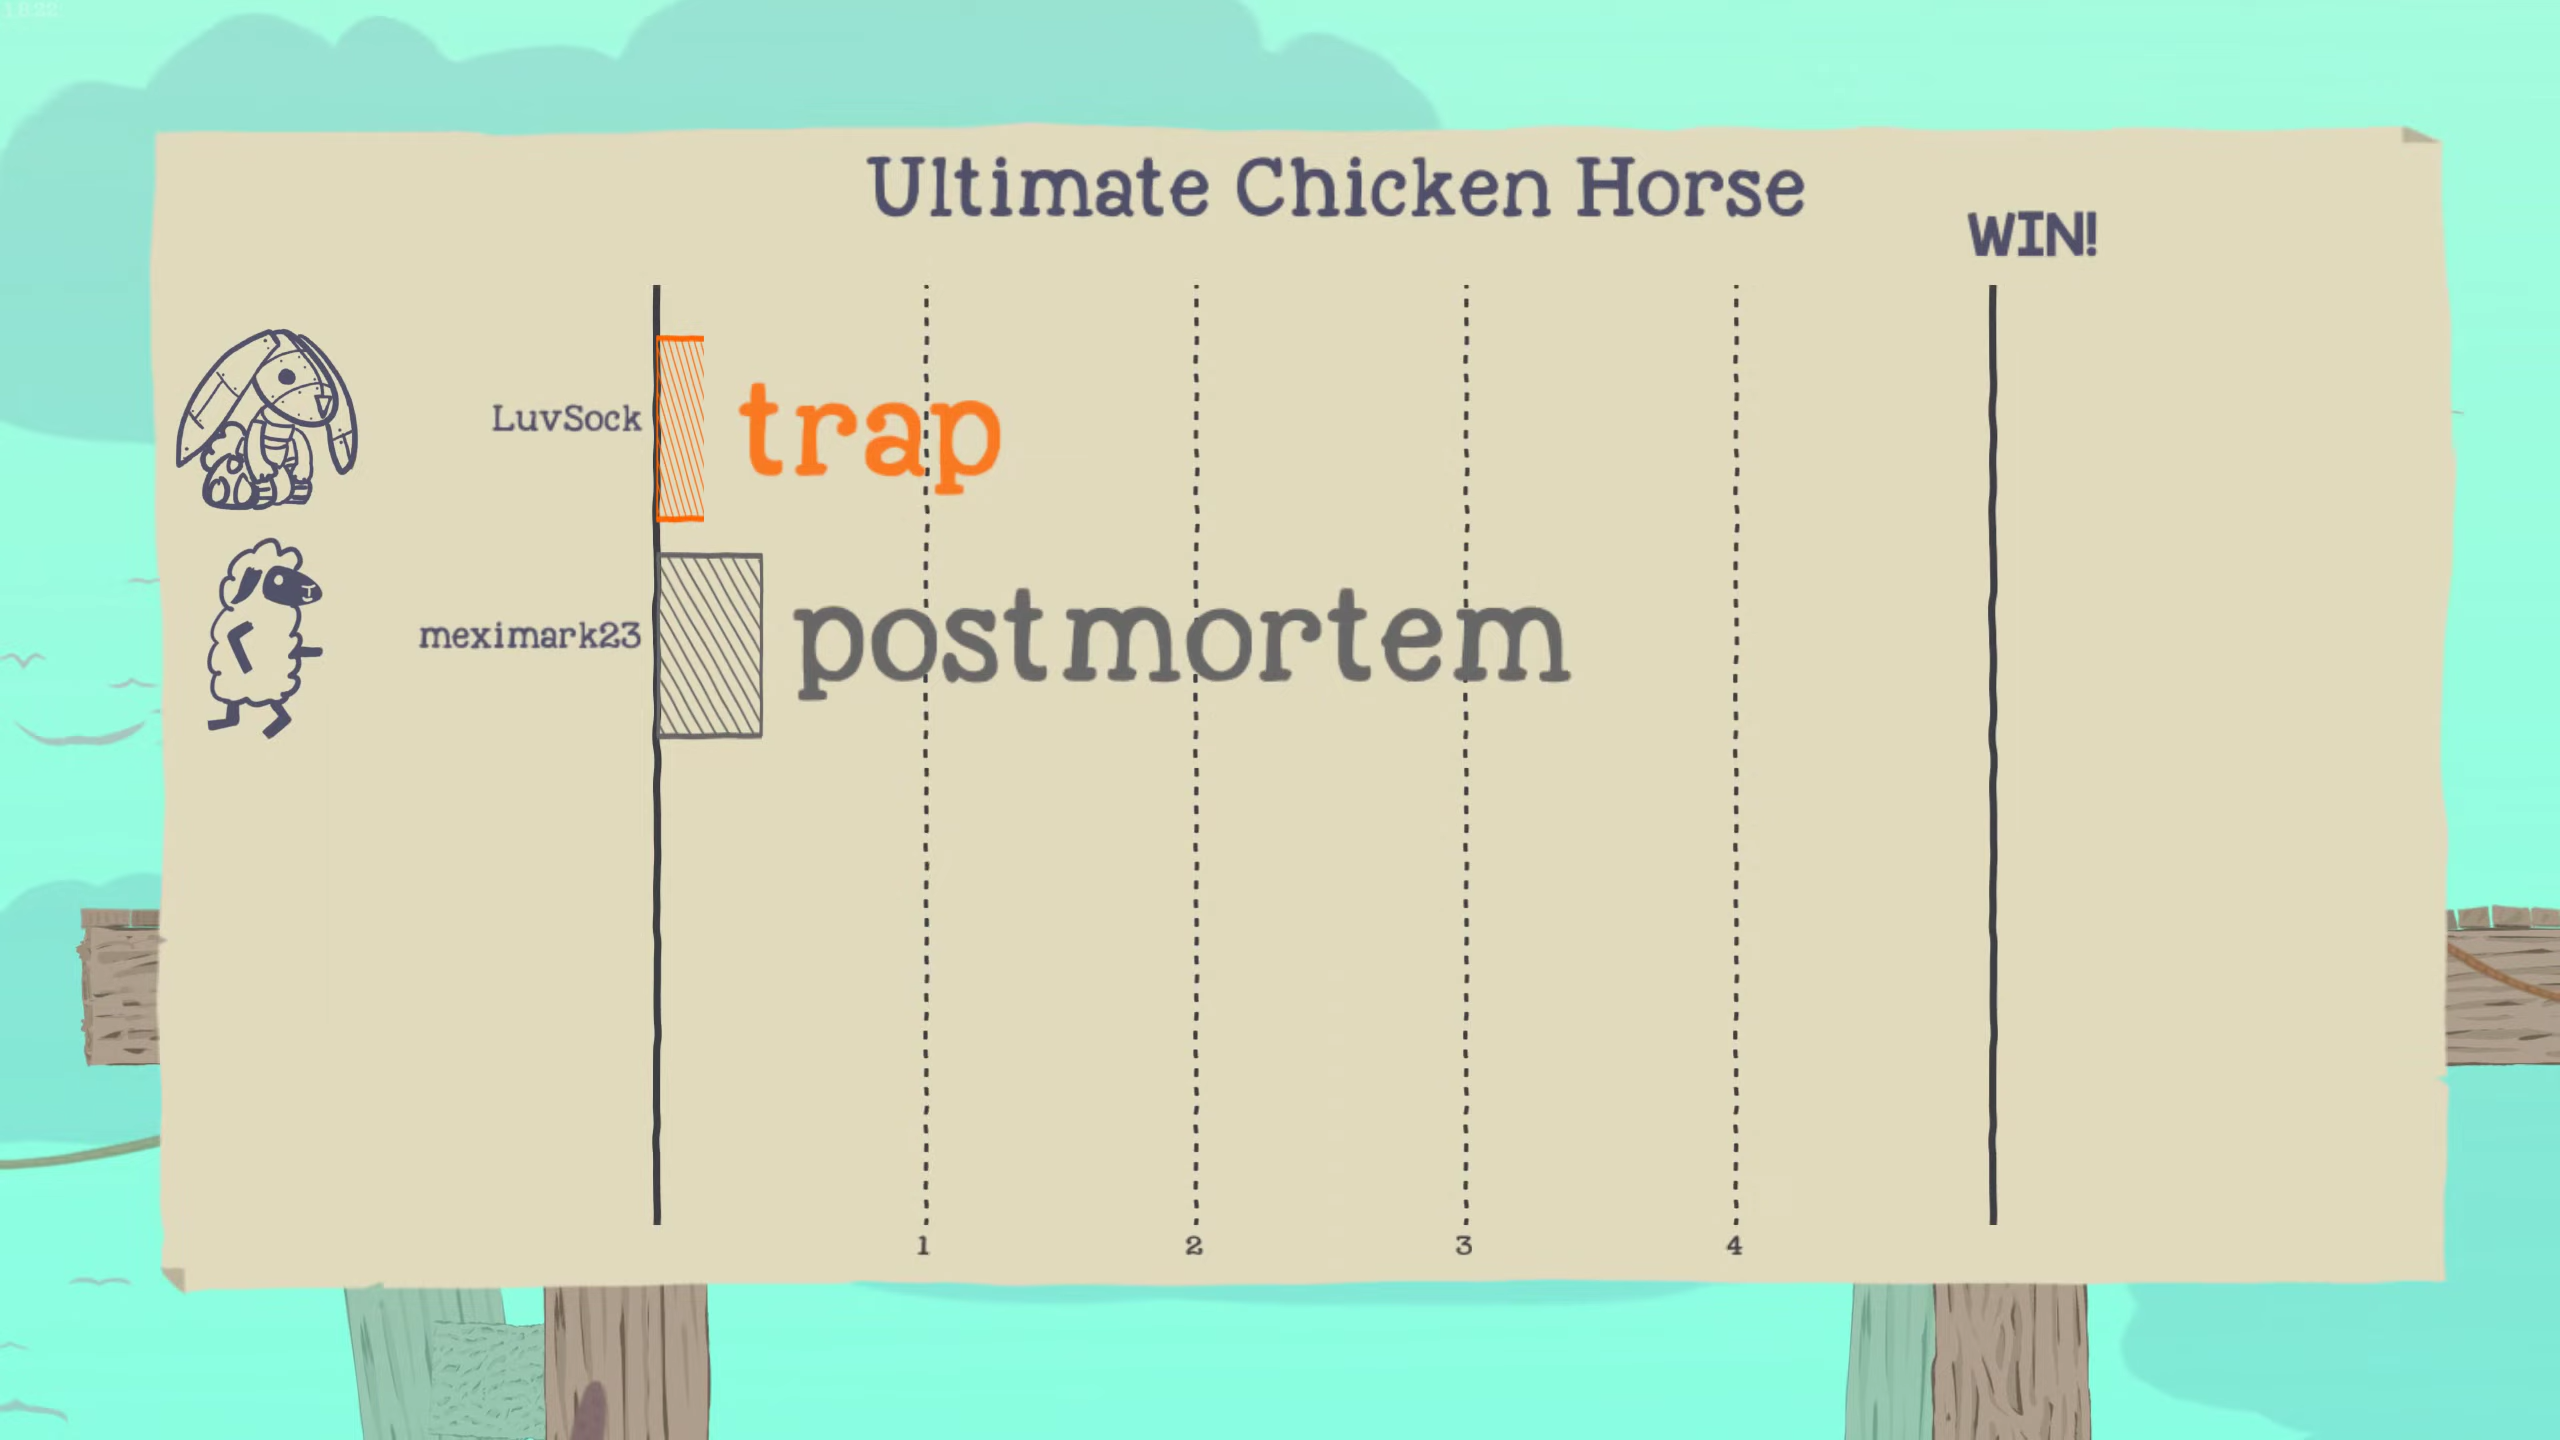 Ultimate Chicken Horse
WIN!
LuvSock
trap
meximark23
postmortem
1 2 3 4